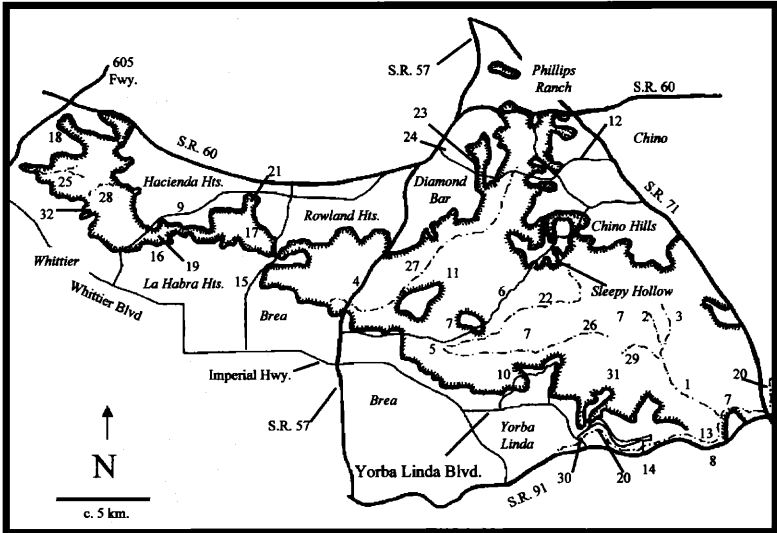 605
Fwy.
S.R. 57
Phillips
Ranch
S.R. 60
23
24
12
Chino
18
S.R. 60
21
Hacienda Hts.
25
28
9
Diamond
Bar
S.R. 71
32
Rowland Hts.
17
Chino Hills
16
19
Whittier
La Habra Hts.
15
4
27
11
6
Sleepy Hollow
Whittier Blvd
Brea
7
22
7
2
3
5
7
26
29
Imperial Hwy.
10
31
1
20
7
S.R. 57
Brea
Yorba
Linda
13
N
Yorba Linda Blvd.
30
20
14
8
S.R. 91
c. 5 km.